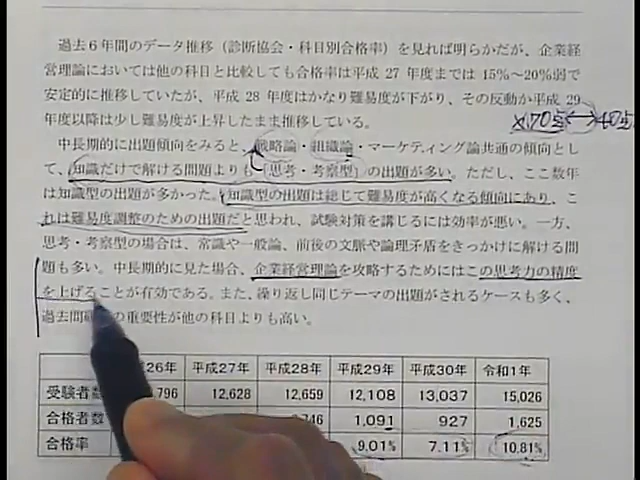 過去6年間のデータ推移（診断協会・科目別合格率）を見れば明らかだが、企業経
営理論においては他の科目と比較しても合格率は平成27年度までは15%〜20%弱で
安定的に推移していたが、平成28年度はかなり難易度が下がり、その反動か平成29
年度以降は少し難易度が上昇したまま推移している。
×70点⟷40点
中長期的に出題傾向をみると、戦略論・組織論・マーケティング論共通の傾向とし
て、知識だけで解ける問題よりも「思考・考察型」の出題が多い。ただし、ここ数年
は知識型の出題が多かった。知識型の出題は総じて難易度が高くなる傾向にあり、こ
れは難易度調整のための出題だと思われ、試験対策を講じるには効率が悪い。一方、
思考・考察型の場合は、常識や一般論、前後の文脈や論理矛盾をきっかけに解ける問
題も多い。中長期的に見た場合、企業経営理論を攻略するためにはこの思考力の精度
を上げることが有効である。また、繰り返し同じテーマの出題がされるケースも多く、
過去問 の重要性が他の科目よりも高い。
26年 平成27年 平成28年 平成29年 平成30年 令和1年
受験者数 796 12,628 12,659 12,108 13,037 15,026
合格者数 746 1,091 927 1,625
合格率 9.01% 7.11% 10.81%